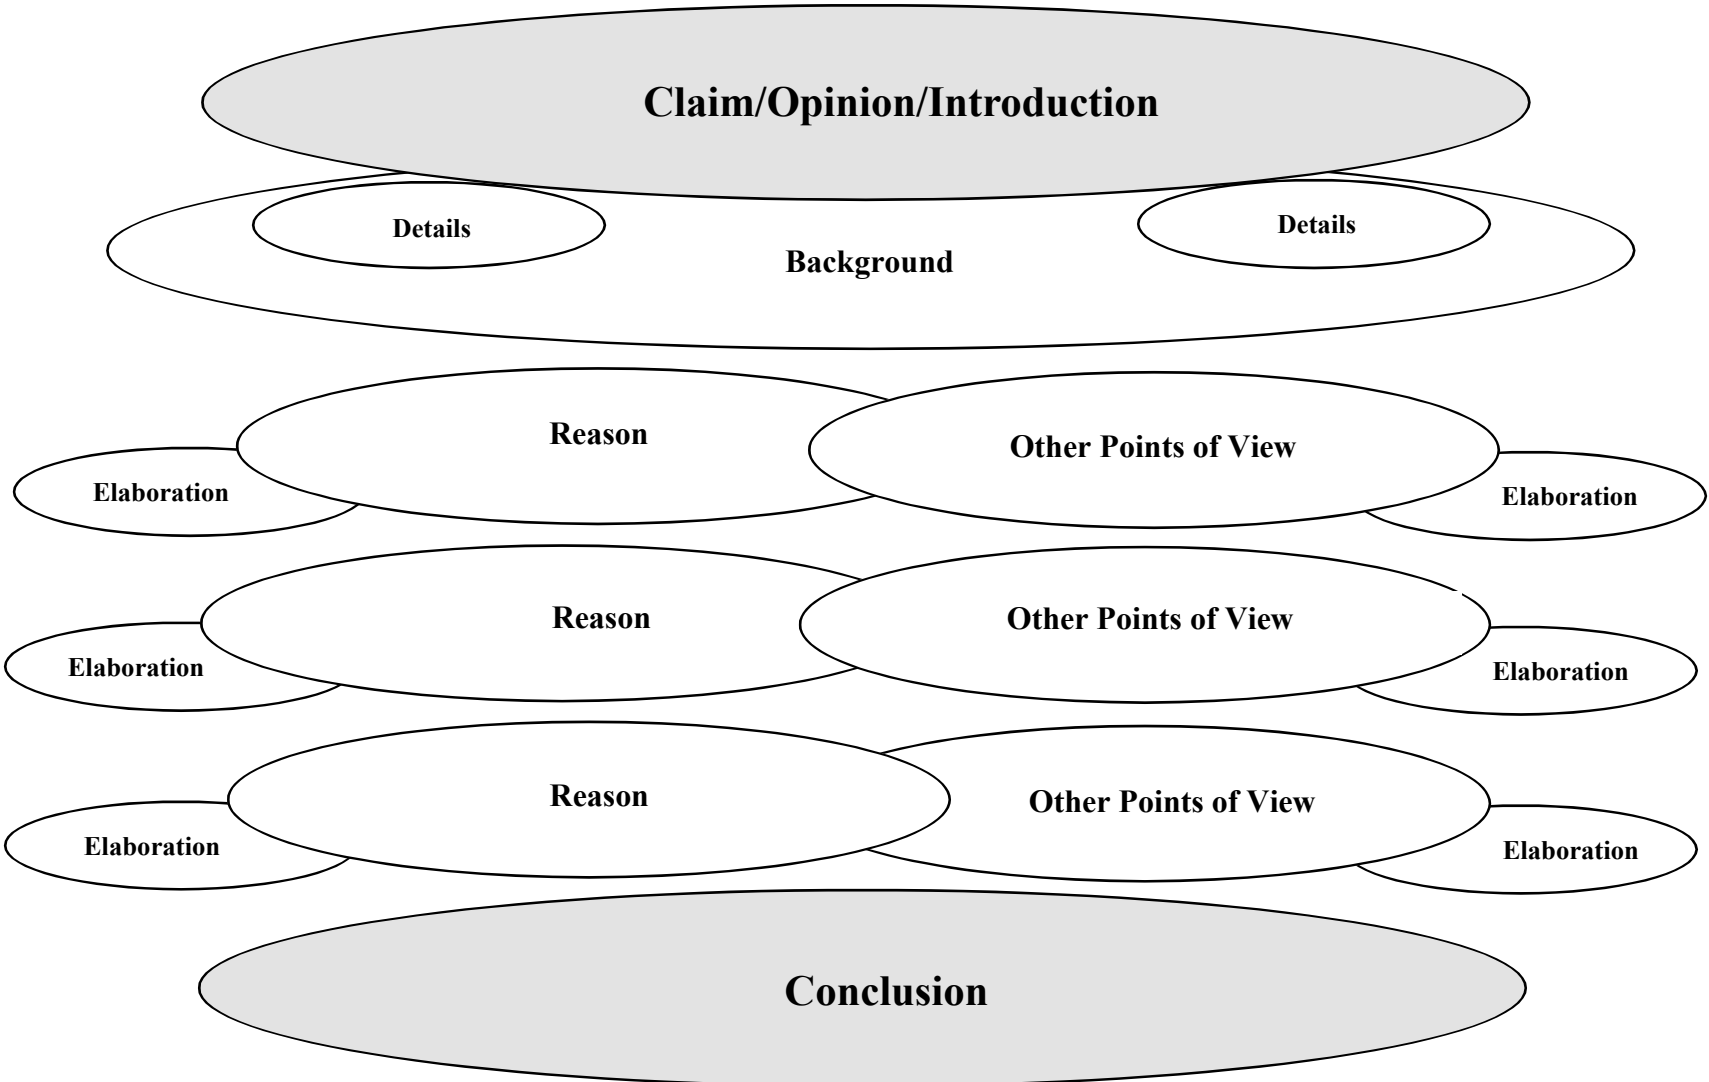 Claim/Opinion/Introduction
Details
Details
Background
Reason
Other Points of View
Elaboration
Elaboration
Reason
Other Points of View
Elaboration
Elaboration
Reason
Other Points of View
Elaboration
Elaboration
Conclusion